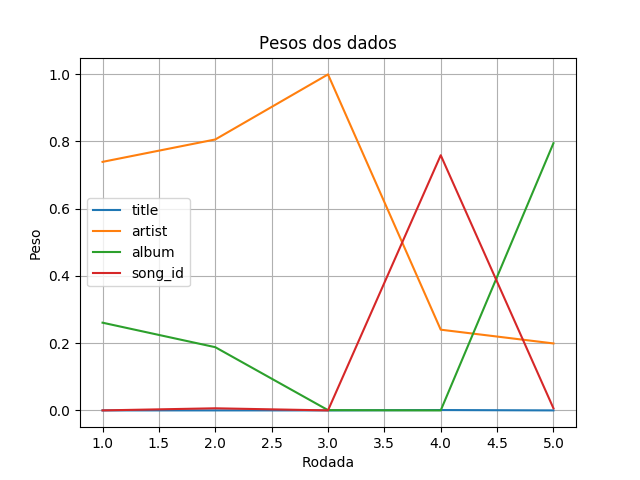 Pesos dos dados
1.0
0.8
0.6
0.4
0.2
0.0
Peso
title
artist
album
song_id
1.0 1.5 2.0 2.5 3.0 3.5 4.0 4.5 5.0
Rodada